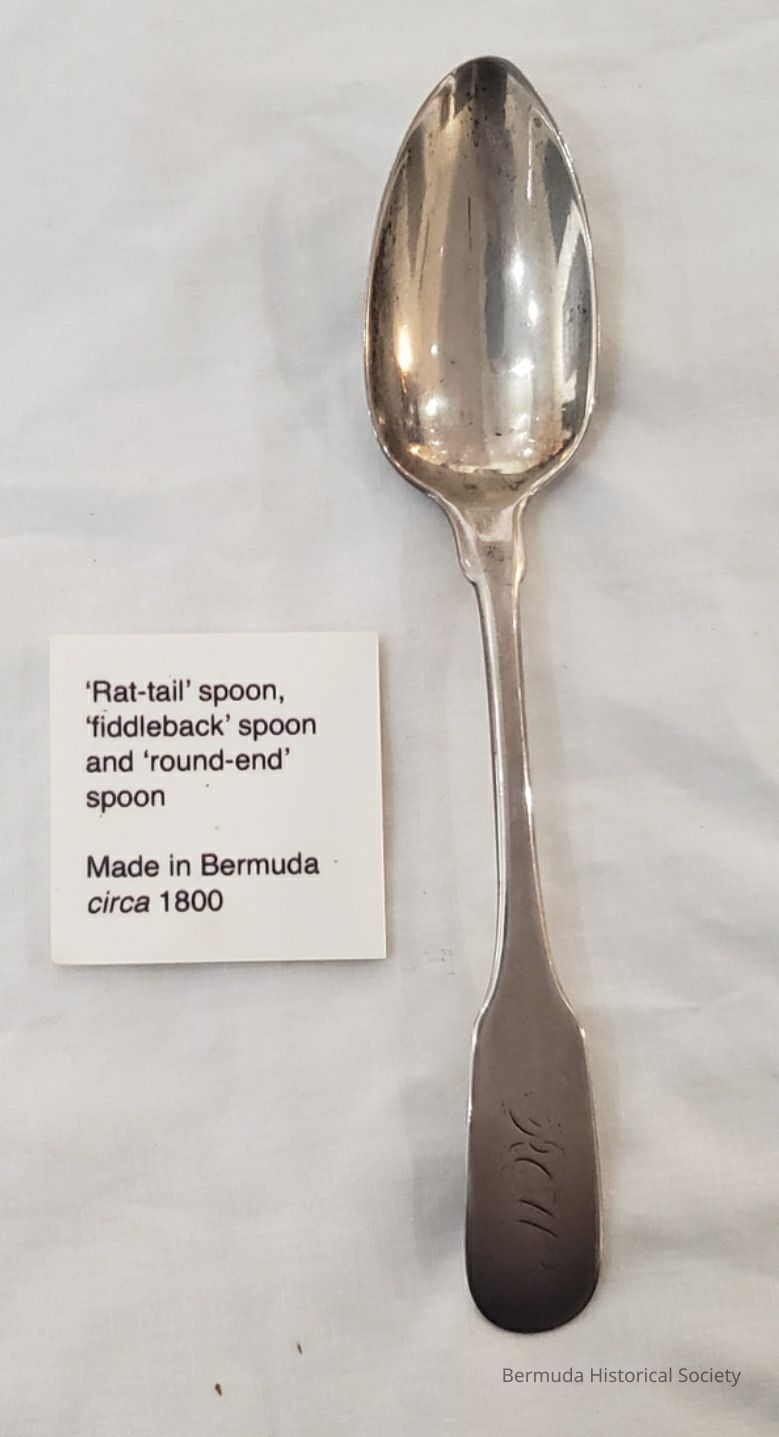 ‘Rat-tail’ spoon,
‘fiddleback’ spoon
and ‘round-end’
spoon
Made in Bermuda
circa 1800
Bermuda Historical Society